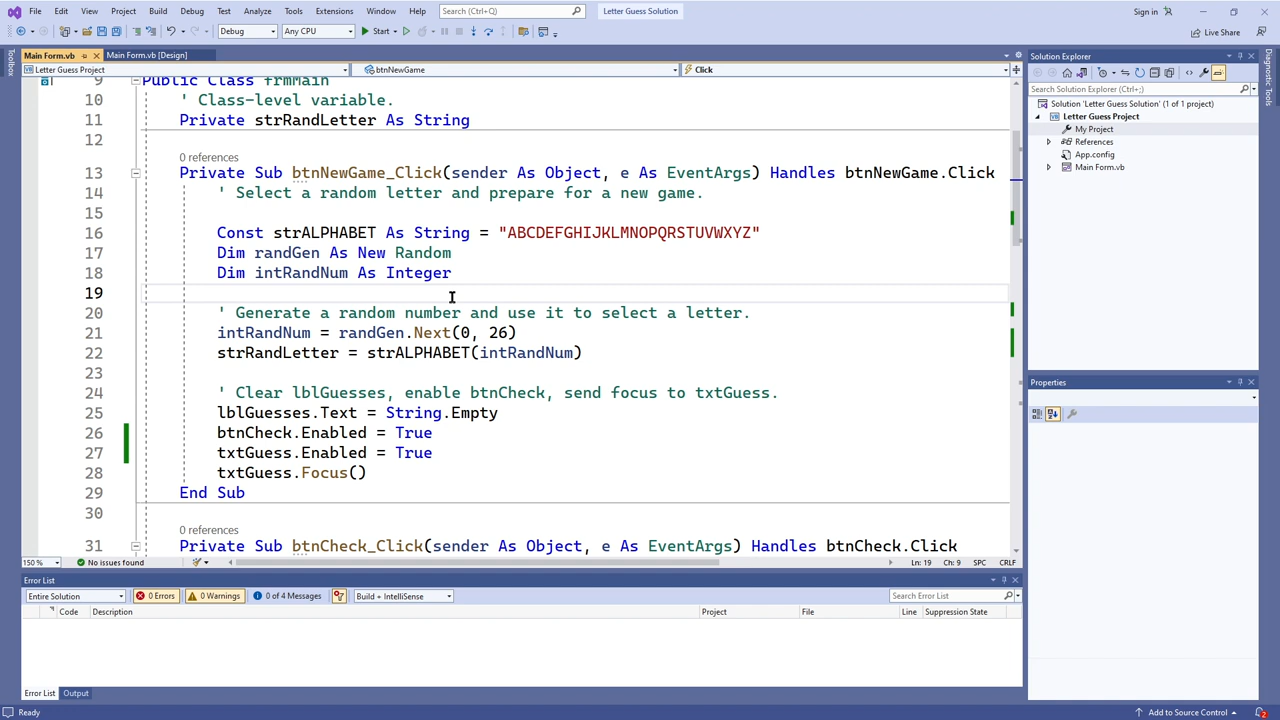 File Edit View Project Build Debug Test Analyze Tools Extensions Window Help Search (Ctrl+Q) Letter Guess Solution Sign in
Debug Any CPU Start Live Share
Toolbox
Main Form.vb Main Form.vb [Design]
Letter Guess Project btnNewGame Click
9 Public Class frmMain
10 ' Class-level variable.
11 Private strRandLetter As String
12
0 references
13 Private Sub btnNewGame_Click(sender As Object, e As EventArgs) Handles btnNewGame.Click
14 ' Select a random letter and prepare for a new game.
15
16 Const strALPHABET As String = "ABCDEFGHIJKLMNOPQRSTUVWXYZ"
17 Dim randGen As New Random
18 Dim intRandNum As Integer
19
20 ' Generate a random number and use it to select a letter.
21 intRandNum = randGen.Next(0, 26)
22 strRandLetter = strALPHABET(intRandNum)
23
24 ' Clear lblGuesses, enable btnCheck, send focus to txtGuess.
25 lblGuesses.Text = String.Empty
26 btnCheck.Enabled = True
27 txtGuess.Enabled = True
28 txtGuess.Focus()
29 End Sub
30
0 references
31 Private Sub btnCheck_Click(sender As Object, e As EventArgs) Handles btnCheck.Click
150 % No issues found Ln: 19 Ch: 9 SPC CRLF
Error List
Entire Solution 0 Errors 0 Warnings 0 of 4 Messages Build + IntelliSense Search Error List
Code Description Project File Line Suppression State
Error List Output
Solution Explorer
Search Solution Explorer (Ctrl+;)
Solution 'Letter Guess Solution' (1 of 1 project)
Letter Guess Project
My Project
References
App.config
Main Form.vb
Properties
Diagnostic Tools
Ready Add to Source Control 2